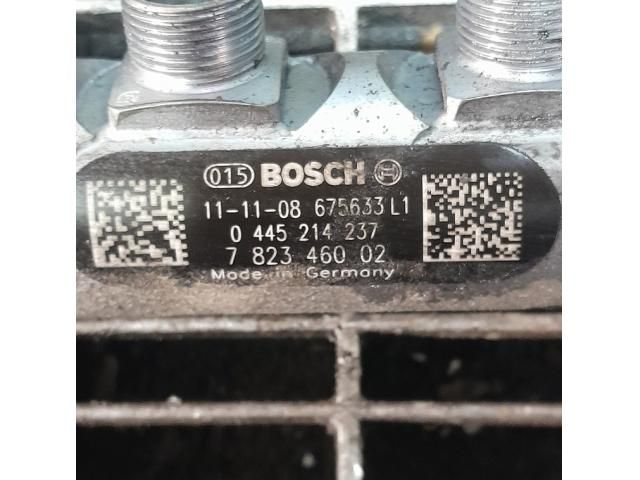 015 BOSCH
11-11-08 675633 L1
0 445 214 237
7 823 460 02
Made in Germany